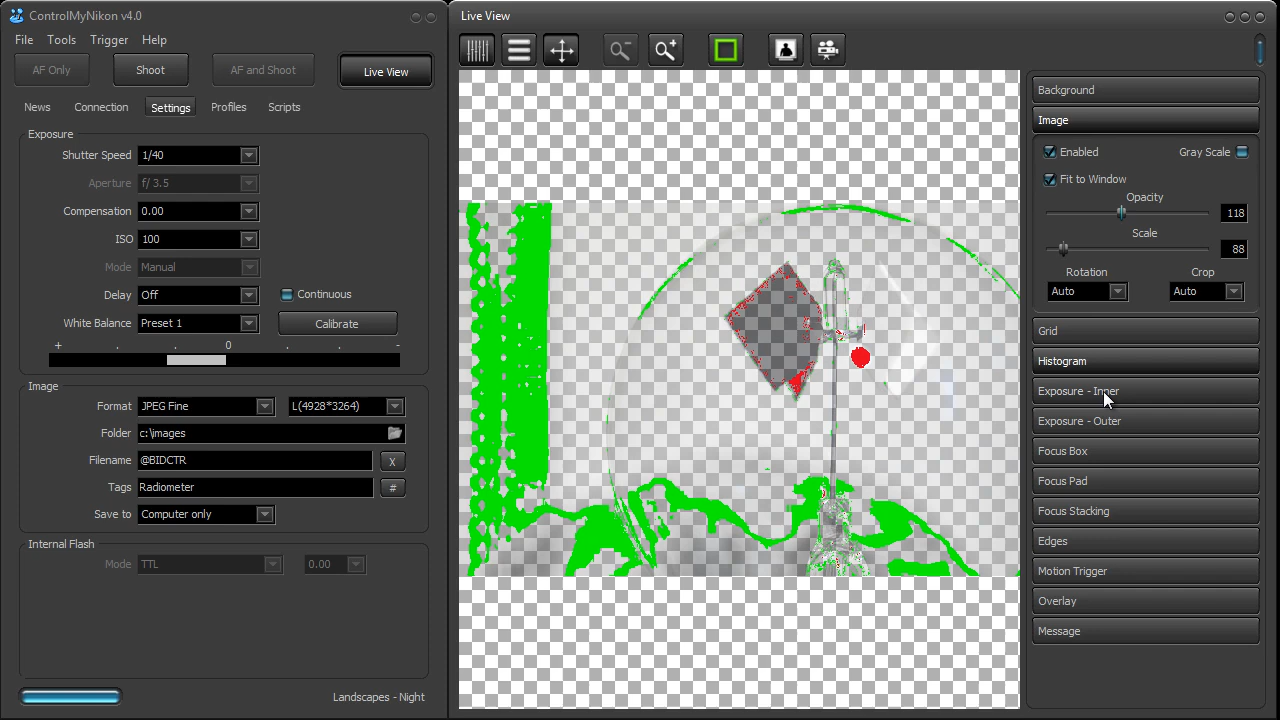 ControlMyNikon v4.0
File Tools Trigger Help
AF Only Shoot AF and Shoot Live View
News Connection Settings Profiles Scripts
Exposure
Shutter Speed 1/40
Aperture f/ 3.5
Compensation 0.00
ISO 100
Mode Manual
Delay Off Continuous
White Balance Preset 1 Calibrate
+ . . 0 . . -
Image
Format JPEG Fine L(4928*3264)
Folder c:\images
Filename @BIDCTR X
Tags Radiometer #
Save to Computer only
Internal Flash
Mode TTL 0.00
Landscapes - Night
Live View
Background
Image
Enabled Gray Scale
Fit to Window
Opacity
118
Scale
88
Rotation Crop
Auto Auto
Grid
Histogram
Exposure - Inner
Exposure - Outer
Focus Box
Focus Pad
Focus Stacking
Edges
Motion Trigger
Overlay
Message